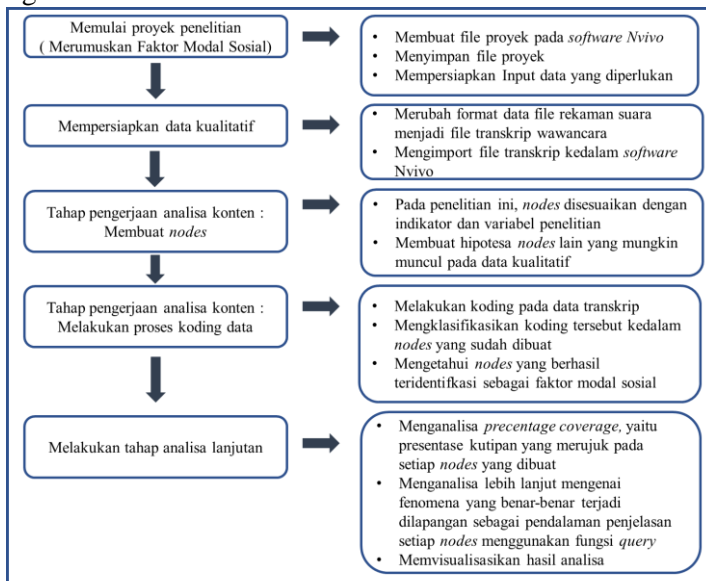 Memulai proyek penelitian
( Merumuskan Faktor Modal Sosial)
• Membuat file proyek pada software Nvivo
• Menyimpan file proyek
• Mempersiapkan Input data yang diperlukan
Mempersiapkan data kualitatif
• Merubah format data file rekaman suara
menjadi file transkrip wawancara
• Mengimport file transkrip kedalam software
Nvivo
Tahap pengerjaan analisa konten :
Membuat nodes
• Pada penelitian ini, nodes disesuaikan dengan
indikator dan variabel penelitian
• Membuat hipotesa nodes lain yang mungkin
muncul pada data kualitatif
Tahap pengerjaan analisa konten :
Melakukan proses koding data
• Melakukan koding pada data transkrip
• Mengklasifikasikan koding tersebut kedalam
nodes yang sudah dibuat
• Mengetahui nodes yang berhasil
teridentifkasi sebagai faktor modal sosial
Melakukan tahap analisa lanjutan
• Menganalisa precentage coverage, yaitu
presentase kutipan yang merujuk pada
setiap nodes yang dibuat
• Menganalisa lebih lanjut mengenai
fenomena yang benar-benar terjadi
dilapangan sebagai pendalaman penjelasan
setiap nodes menggunakan fungsi query
• Memvisualisasikan hasil analisa